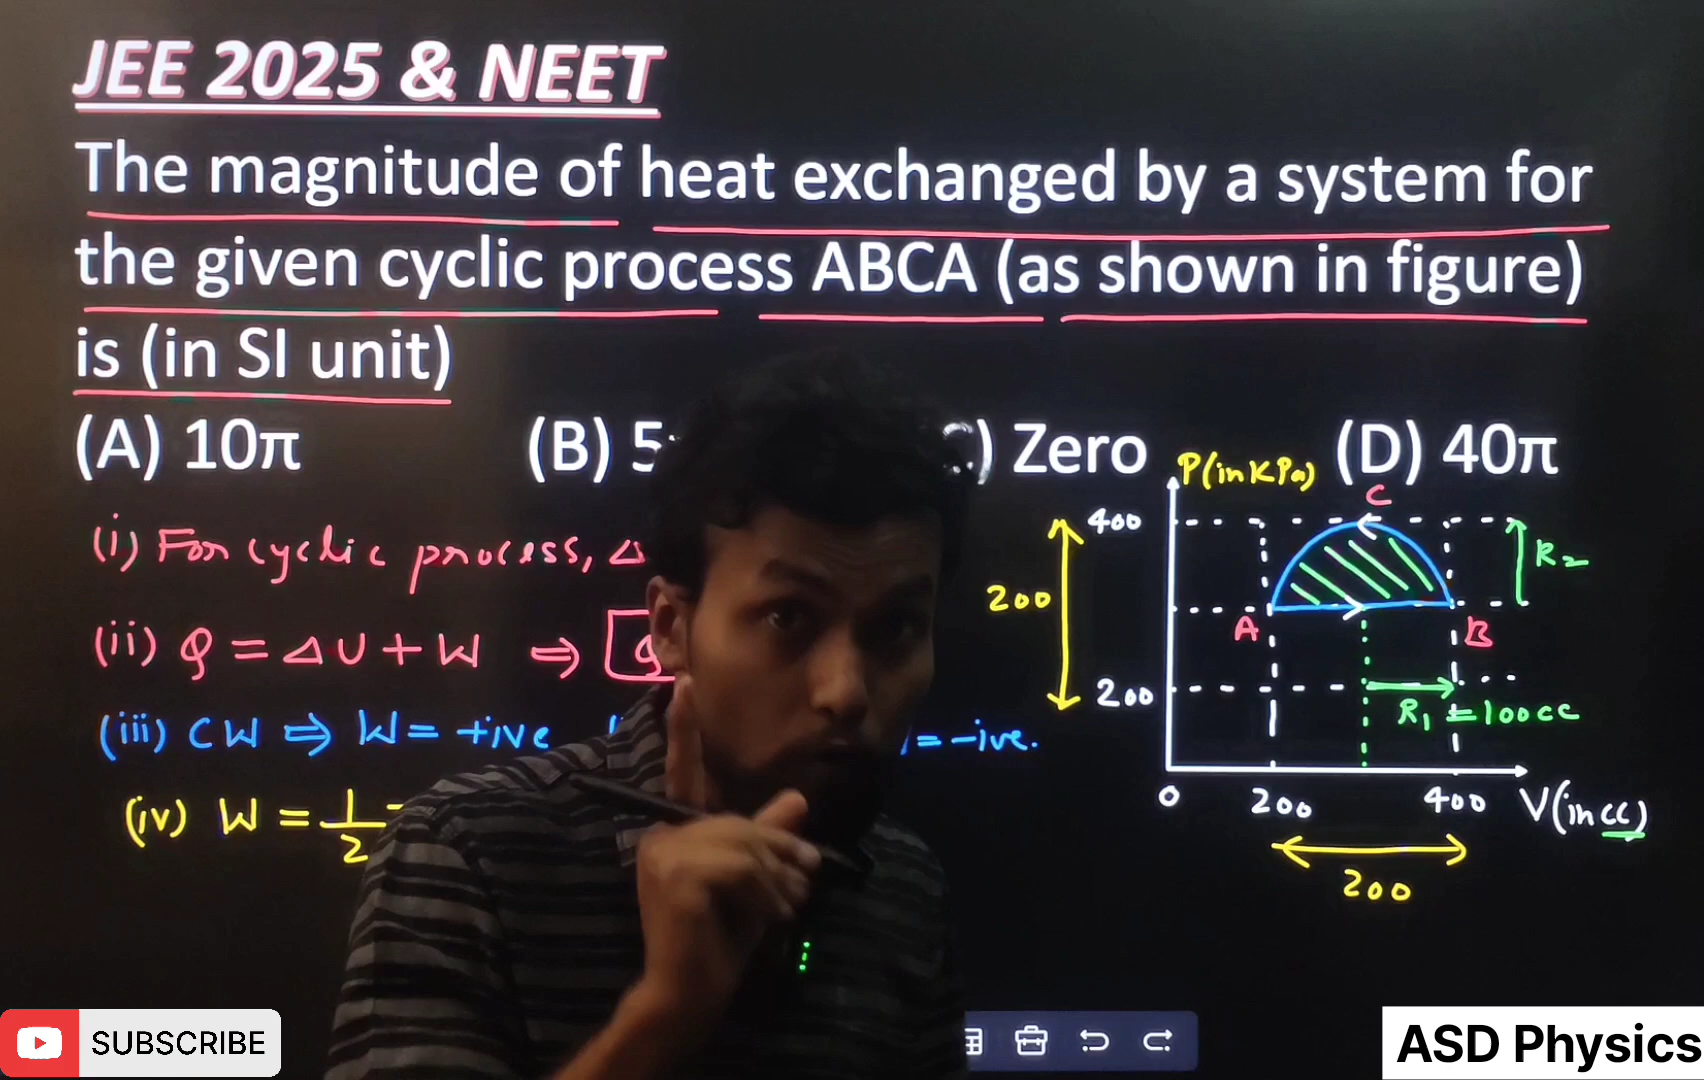 JEE 2025 & NEET
The magnitude of heat exchanged by a system for
the given cyclic process ABCA (as shown in figure)
is (in SI unit)
(A) 10π (B) 5 C) Zero (D) 40π
(i) For cyclic process, Δ
(ii) Q = ΔU + W ⇒
(iii) CW ⇒ W = +ive = -ive.
(iv) W = 1/2
P(in KPa)
C
400
R2
200
A B
200
R1 = 100cc
0 200 400 V(in cc)
200
SUBSCRIBE
ASD Physics